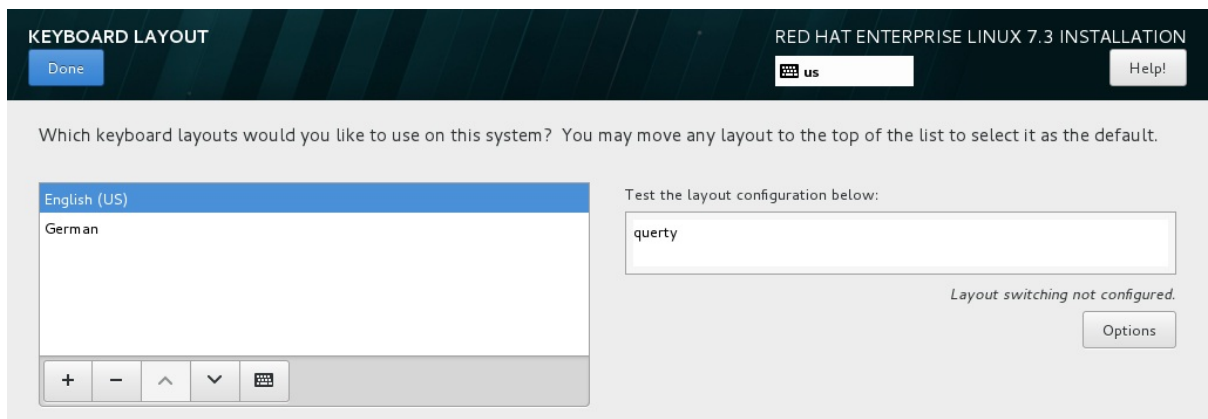 KEYBOARD LAYOUT
RED HAT ENTERPRISE LINUX 7.3 INSTALLATION
Done
us
Help!
Which keyboard layouts would you like to use on this system? You may move any layout to the top of the list to select it as the default.
English (US)
German
Test the layout configuration below:
querty
Layout switching not configured.
Options